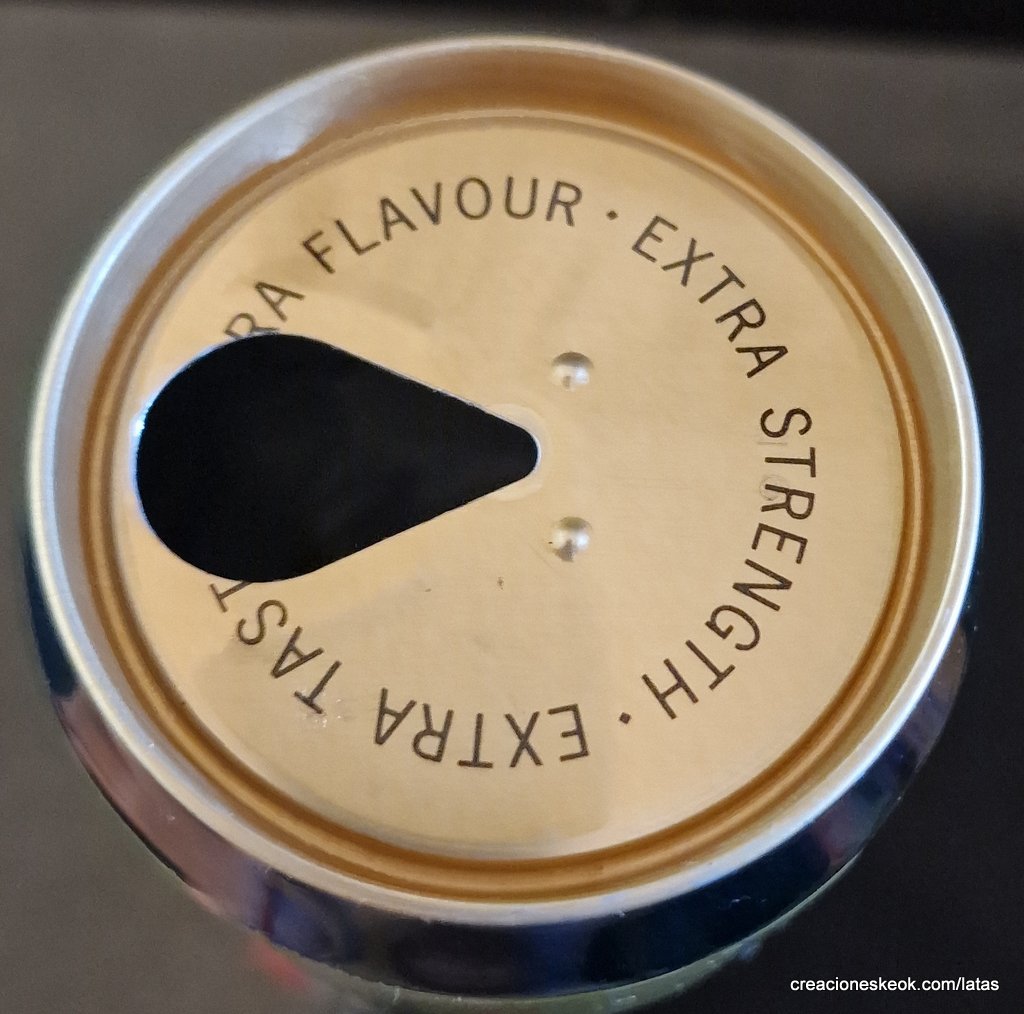 RA FLAVOUR · EXTRA STRENGTH · EXTRA TAST
creacioneskeok.com/latas